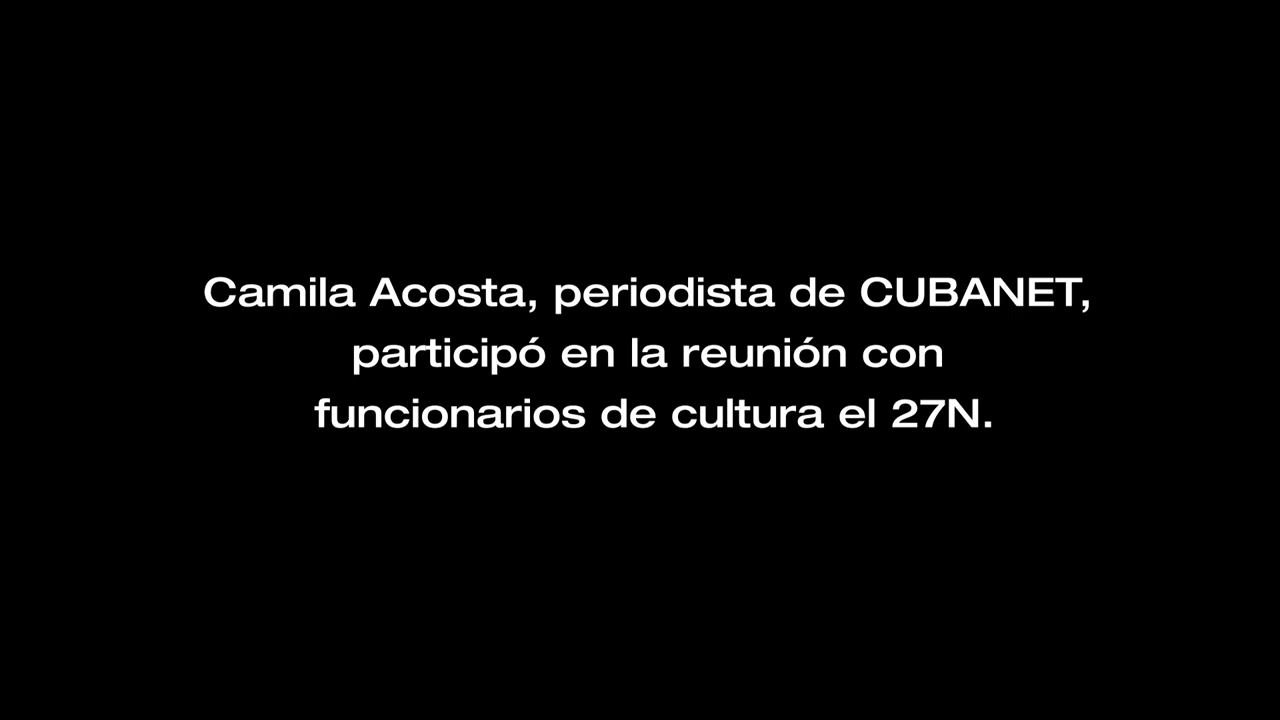 Camila Acosta, periodista de CUBANET,
participó en la reunión con
funcionarios de cultura el 27N.